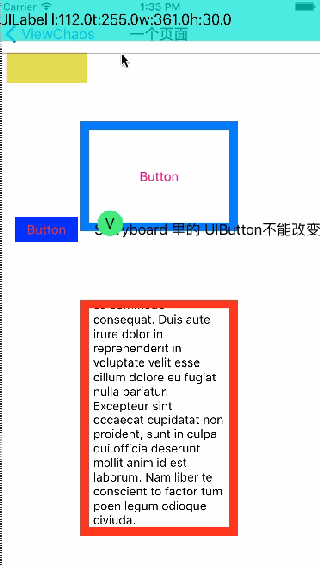 Carrier 1:33 PM
UILabel l:112.0t:255.0w:361.0h:30.0
ViewChaos 一个页面
Button
V
Button
Storyboard 里的 UIButton不能改变
consequat. Duis aute
irure dolor in
reprehenderit in
voluptate velit esse
cillum dolore eu fugiat
nulla pariatur.
Excepteur sint
occaecat cupidatat non
proident, sunt in culpa
qui officia deserunt
mollit anim id est
laborum. Nam liber te
conscient to factor tum
poen legum odioque
civiuda.